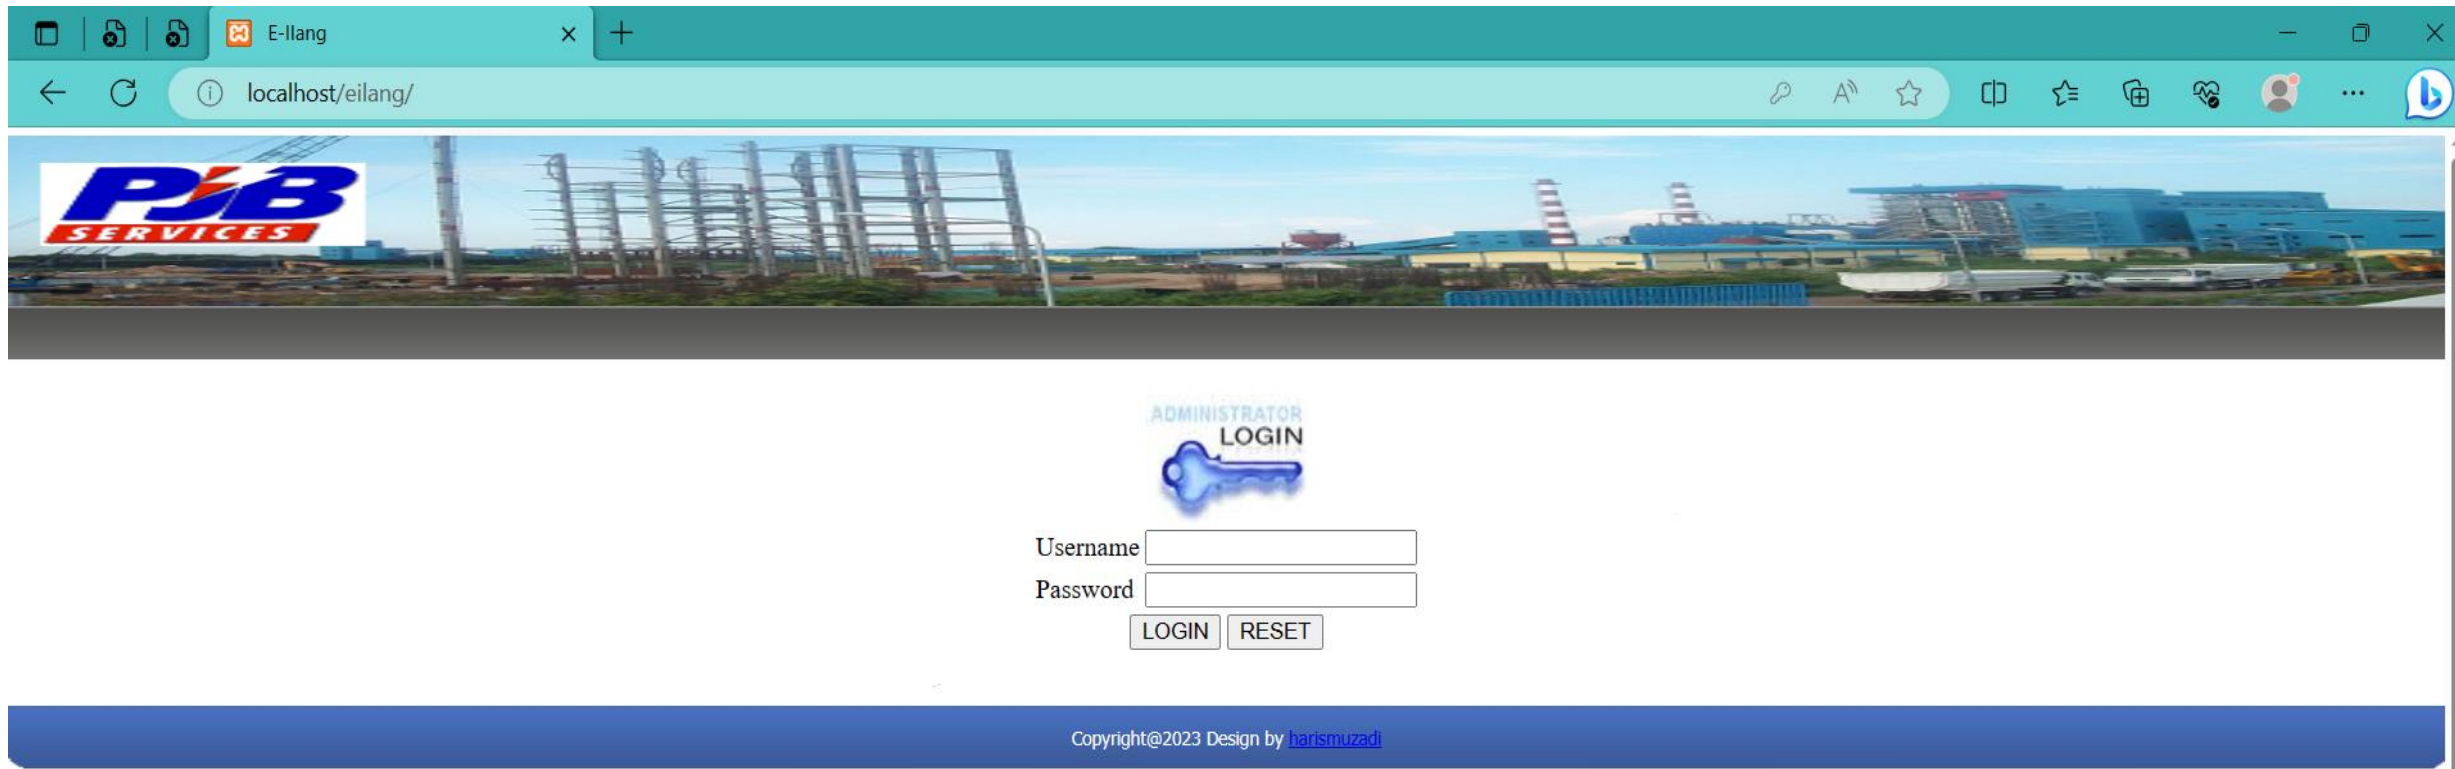 E-Ilang
localhost/eilang/
PJB
SERVICES
ADMINISTRATOR
LOGIN
Username
Password
LOGIN RESET
Copyright@2023 Design by harismuzadi